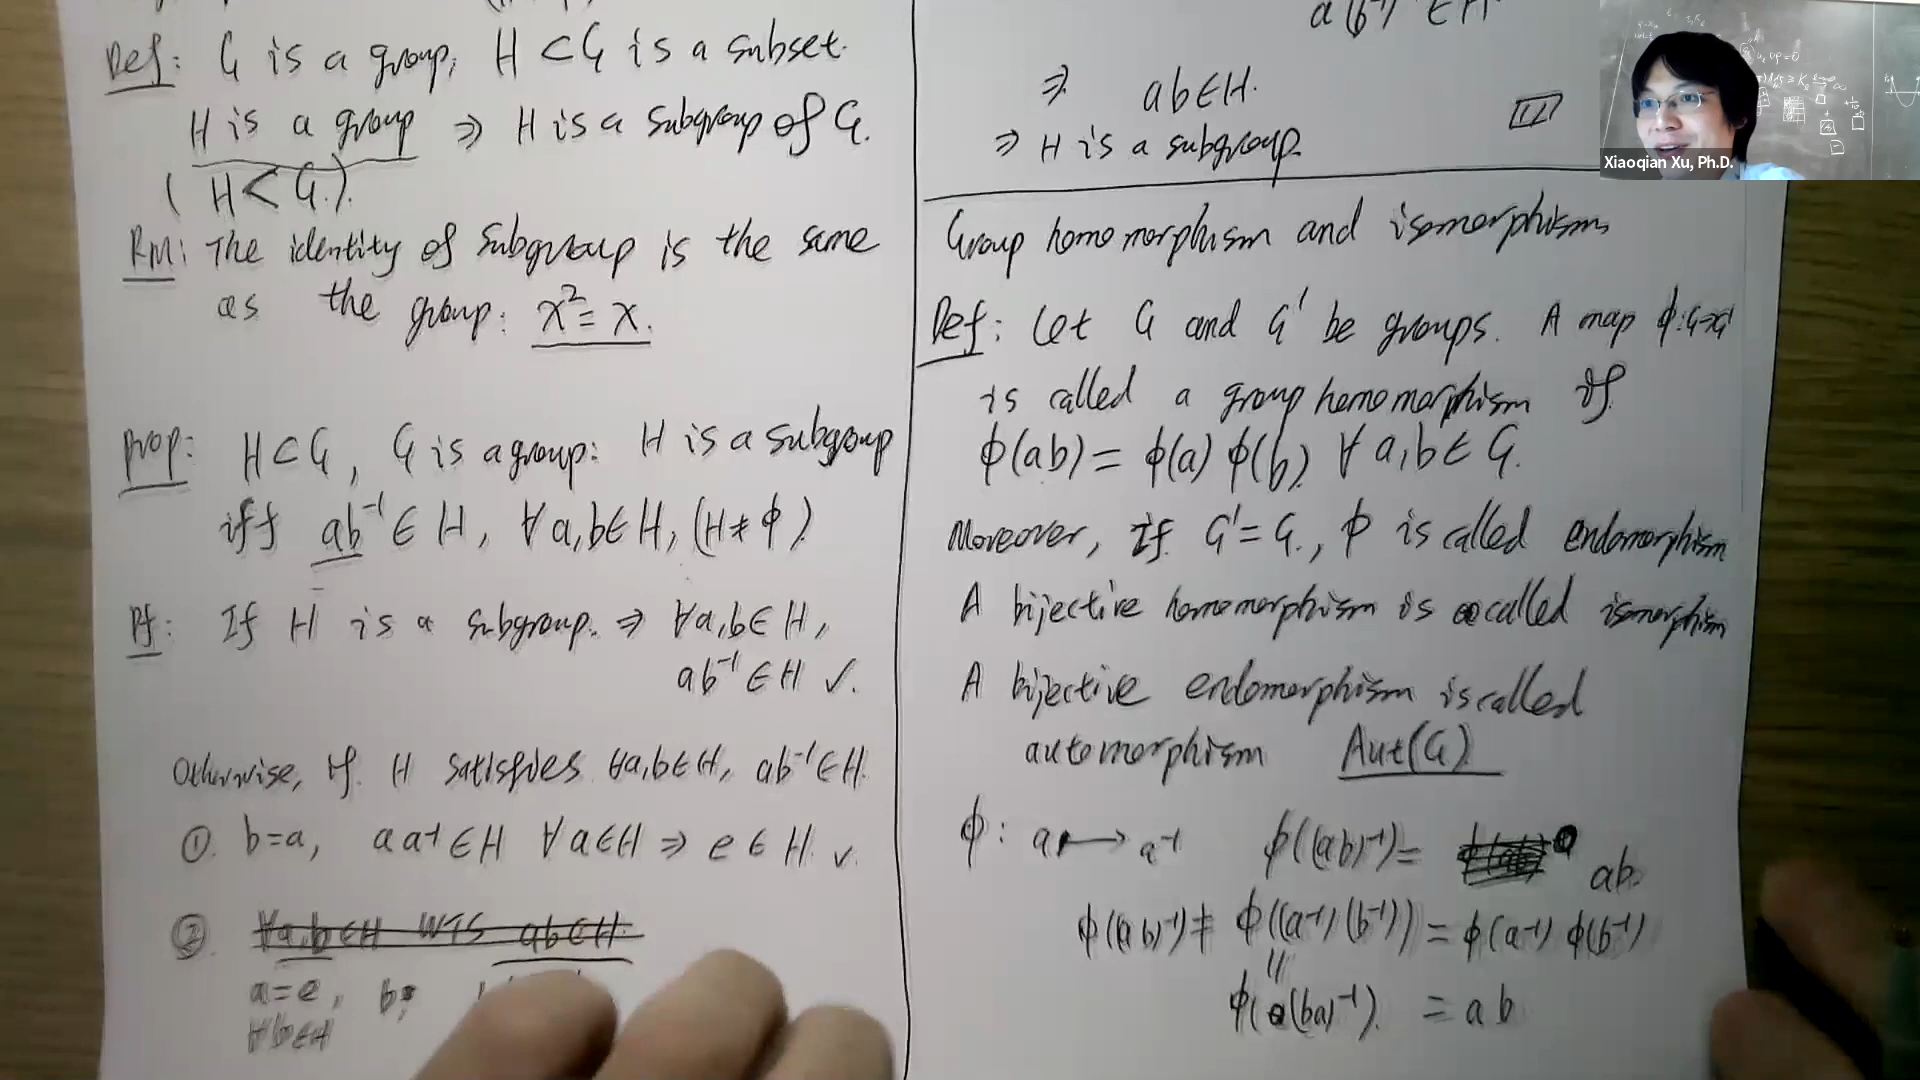 Def: G is a group, H ⊂ G is a subset.
H is a group ⇒ H is a subgroup of G.
( H < G.).
RM: The identity of subgroup is the same
as the group: x² = x.
Prop: H ⊂ G, G is a group: H is a subgroup
iff ab⁻¹ ∈ H, ∀ a,b ∈ H, (H ≠ ϕ)
Pf: If H is a subgroup. ⇒ ∀a,b ∈ H,
ab⁻¹ ∈ H ✓.
Otherwise, if H satisfies ∀a,b∈H, ab⁻¹ ∈ H.
①. b=a, aa⁻¹ ∈ H ∀a∈H ⇒ e ∈ H. ✓
②. ∀a,b ∈ H WTS ab ∈ H.
a = e, b,
∀b∈H
⇒ ab∈H.
⇒ H is a subgroup.
Group homomorphism and isomorphism
Def: Let G and G' be groups. A map ϕ:G→G'
is called a group homomorphism if
ϕ(ab) = ϕ(a) ϕ(b), ∀ a,b ∈ G.
Moreover, If G' = G., ϕ is called endomorphism
A bijective homomorphism is called isomorphism
A bijective endomorphism is called
automorphism Aut(G)
ϕ: a ⟼ a⁻¹ ϕ((ab)⁻¹) = ab.
ϕ((ab)⁻¹) ≠ ϕ((a⁻¹)(b⁻¹)) = ϕ(a⁻¹) ϕ(b⁻¹)
ϕ((ba)⁻¹). = ab
Xiaoqian Xu, Ph.D.